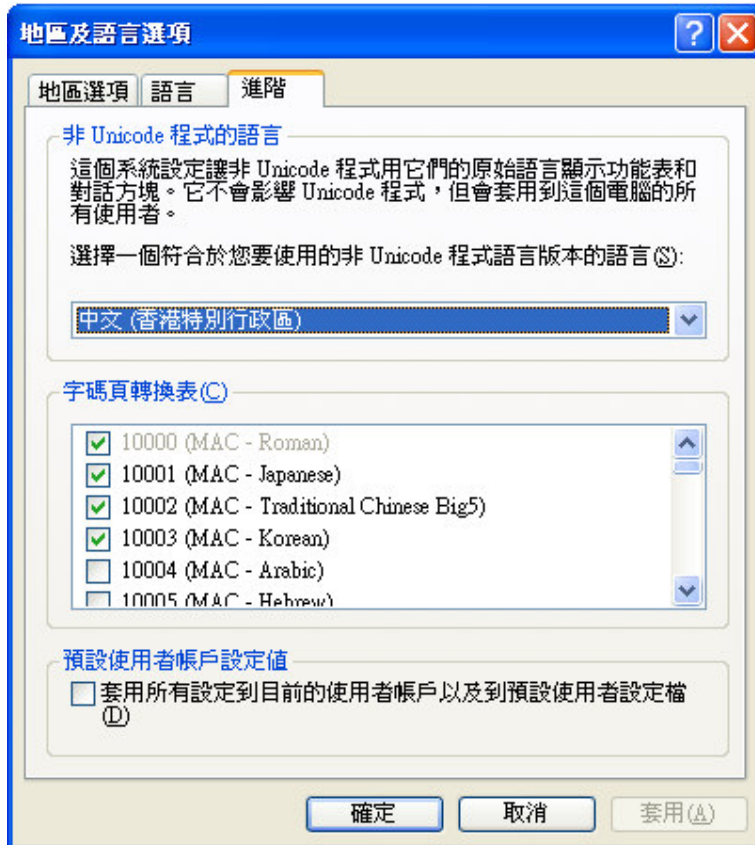 地區及語言選項
地區選項 語言 進階
非 Unicode 程式的語言
這個系統設定讓非 Unicode 程式用它們的原始語言顯示功能表和
對話方塊。它不會影響 Unicode 程式，但會套用到這個電腦的所
有使用者。
選擇一個符合於您要使用的非 Unicode 程式語言版本的語言(S):
中文 (香港特別行政區)
字碼頁轉換表(C)
10000 (MAC - Roman)
10001 (MAC - Japanese)
10002 (MAC - Traditional Chinese Big5)
10003 (MAC - Korean)
10004 (MAC - Arabic)
10005 (MAC - Hebrew)
預設使用者帳戶設定值
套用所有設定到目前的使用者帳戶以及到預設使用者設定檔
(D)
確定 取消 套用(A)